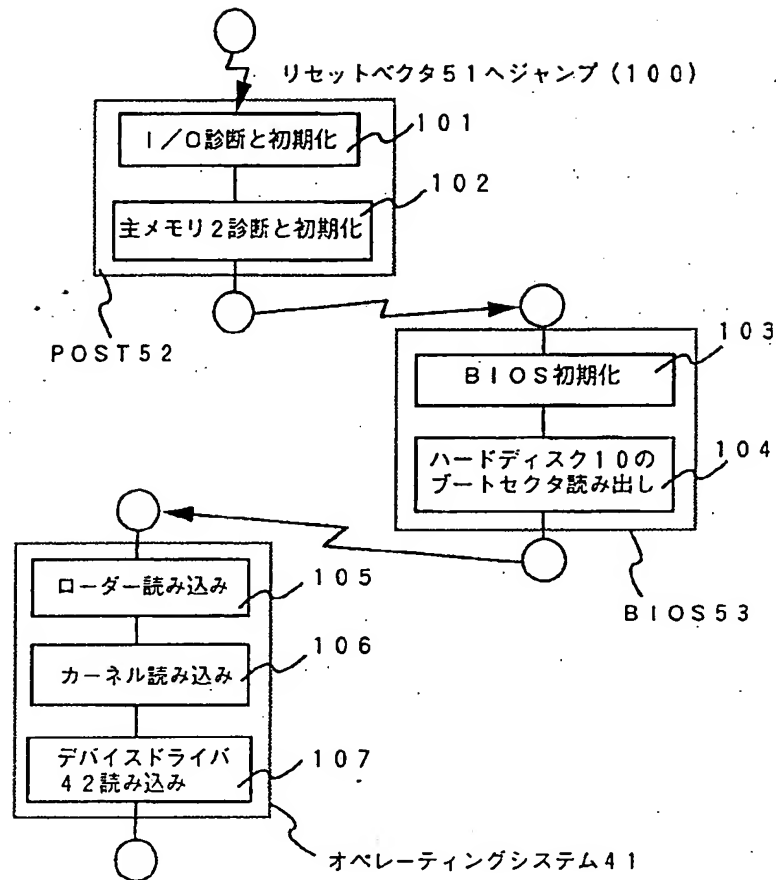 リセットベクタ51へジャンプ(100)
I/O診断と初期化
101
主メモリ2診断と初期化
102
POST52
BIOS初期化
103
ハードディスク10の
ブートセクタ読み出し
104
BIOS53
ローダー読み込み
105
カーネル読み込み
106
デバイスドライバ
42読み込み
107
オペレーティングシステム41